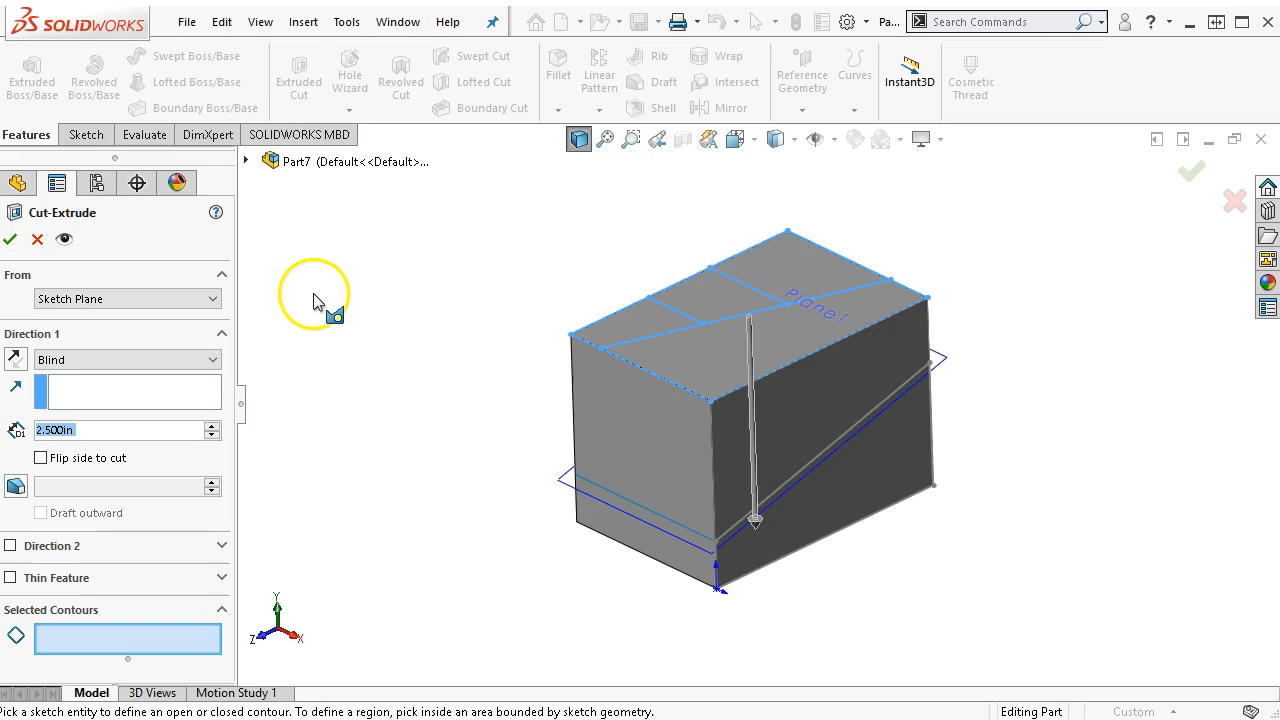 SOLIDWORKS File Edit View Insert Tools Window Help Pa... Search Commands ?
Extruded Boss/Base
Revolved Boss/Base
Swept Boss/Base
Lofted Boss/Base
Boundary Boss/Base
Extruded Cut
Hole Wizard
Revolved Cut
Swept Cut
Lofted Cut
Boundary Cut
Fillet
Linear Pattern
Rib
Draft
Shell
Wrap
Intersect
Mirror
Reference Geometry
Curves
Instant3D
Cosmetic Thread
Features Sketch Evaluate DimXpert SOLIDWORKS MBD
Part7 (Default<<Default>...
Cut-Extrude ?
From
Sketch Plane
Direction 1
Blind
D1 2.500in
Flip side to cut
Draft outward
Direction 2
Thin Feature
Selected Contours
Plane1
Y
Z X
Model 3D Views Motion Study 1
Pick a sketch entity to define an open or closed contour. To define a region, pick inside an area bounded by sketch geometry. Editing Part Custom